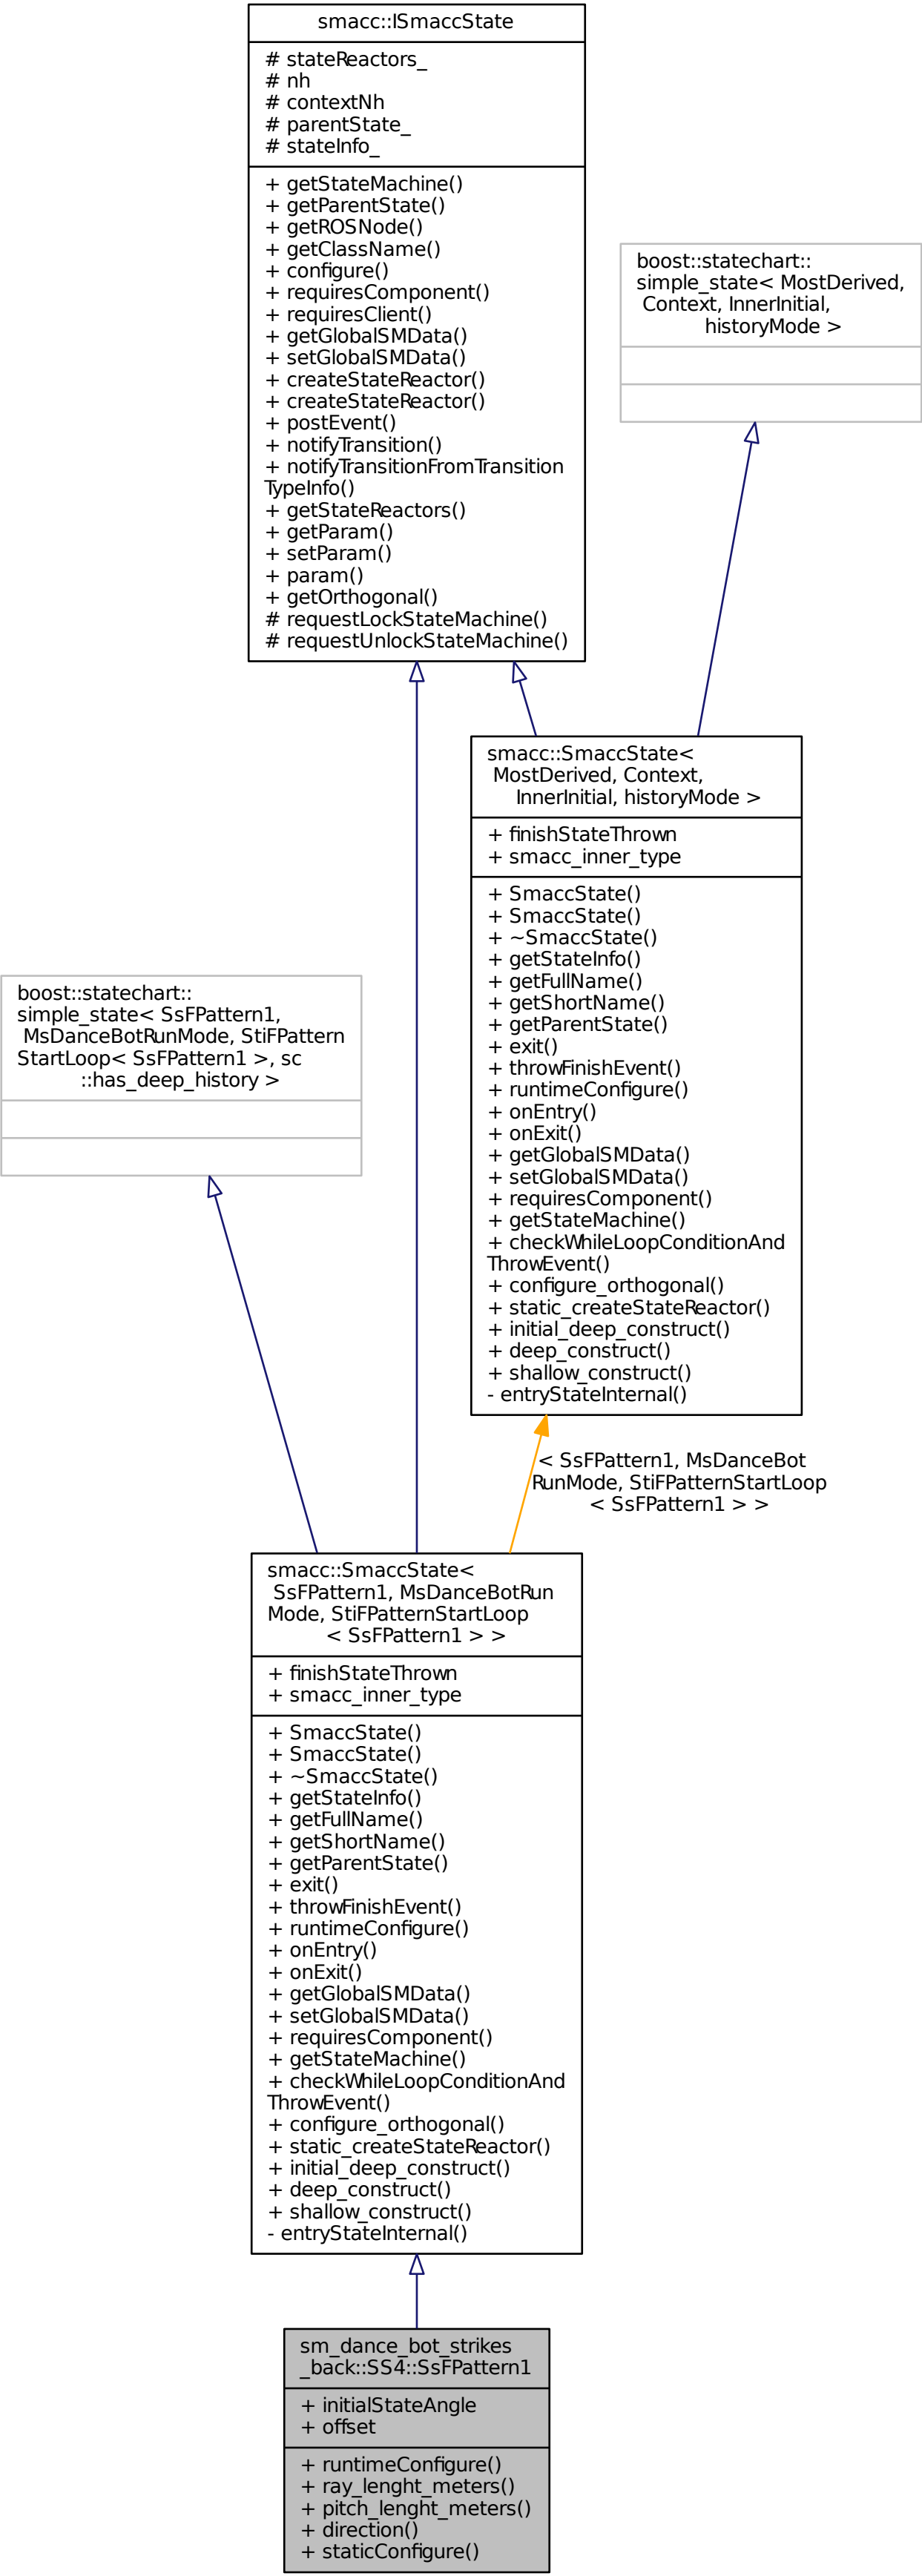 smacc::ISmaccState
# stateReactors_
# nh
# contextNh
# parentState_
# stateInfo_
+ getStateMachine()
+ getParentState()
+ getROSNode()
+ getClassName()
+ configure()
+ requiresComponent()
+ requiresClient()
+ getGlobalSMData()
+ setGlobalSMData()
+ createStateReactor()
+ createStateReactor()
+ postEvent()
+ notifyTransition()
+ notifyTransitionFromTransition
TypeInfo()
+ getStateReactors()
+ getParam()
+ setParam()
+ param()
+ getOrthogonal()
# requestLockStateMachine()
# requestUnlockStateMachine()
boost::statechart::
simple_state< MostDerived,
Context, InnerInitial,
historyMode >
smacc::SmaccState<
MostDerived, Context,
InnerInitial, historyMode >
+ finishStateThrown
+ smacc_inner_type
+ SmaccState()
+ SmaccState()
+ ~SmaccState()
+ getStateInfo()
+ getFullName()
+ getShortName()
+ getParentState()
+ exit()
+ throwFinishEvent()
+ runtimeConfigure()
+ onEntry()
+ onExit()
+ getGlobalSMData()
+ setGlobalSMData()
+ requiresComponent()
+ getStateMachine()
+ checkWhileLoopConditionAnd
ThrowEvent()
+ configure_orthogonal()
+ static_createStateReactor()
+ initial_deep_construct()
+ deep_construct()
+ shallow_construct()
- entryStateInternal()
boost::statechart::
simple_state< SsFPattern1,
MsDanceBotRunMode, StiFPattern
StartLoop< SsFPattern1 >, sc
::has_deep_history >
< SsFPattern1, MsDanceBot
RunMode, StiFPatternStartLoop
< SsFPattern1 > >
smacc::SmaccState<
SsFPattern1, MsDanceBotRun
Mode, StiFPatternStartLoop
< SsFPattern1 > >
+ finishStateThrown
+ smacc_inner_type
+ SmaccState()
+ SmaccState()
+ ~SmaccState()
+ getStateInfo()
+ getFullName()
+ getShortName()
+ getParentState()
+ exit()
+ throwFinishEvent()
+ runtimeConfigure()
+ onEntry()
+ onExit()
+ getGlobalSMData()
+ setGlobalSMData()
+ requiresComponent()
+ getStateMachine()
+ checkWhileLoopConditionAnd
ThrowEvent()
+ configure_orthogonal()
+ static_createStateReactor()
+ initial_deep_construct()
+ deep_construct()
+ shallow_construct()
- entryStateInternal()
sm_dance_bot_strikes
_back::SS4::SsFPattern1
+ initialStateAngle
+ offset
+ runtimeConfigure()
+ ray_lenght_meters()
+ pitch_lenght_meters()
+ direction()
+ staticConfigure()